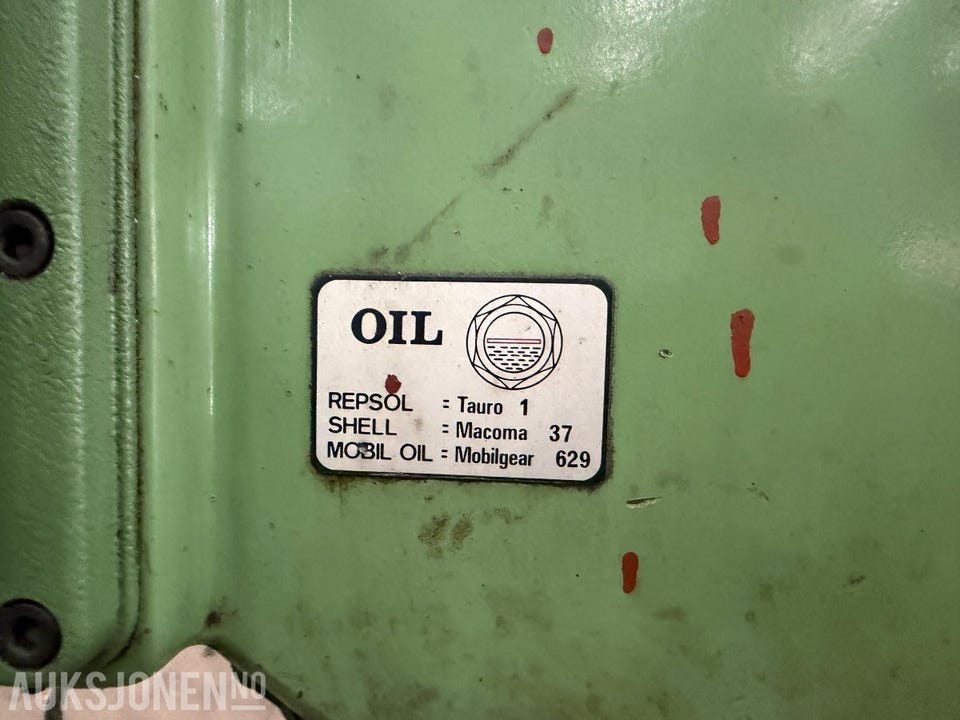 OIL
REPSOL = Tauro 1
SHELL = Macoma 37
MOBIL OIL = Mobilgear 629
AUKSJONEN NO